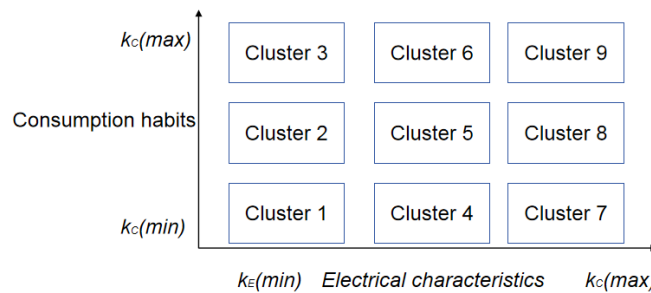 kC(max)
Cluster 3 Cluster 6 Cluster 9
Consumption habits
Cluster 2 Cluster 5 Cluster 8
Cluster 1 Cluster 4 Cluster 7
kC(min)
kE(min) Electrical characteristics kC(max)